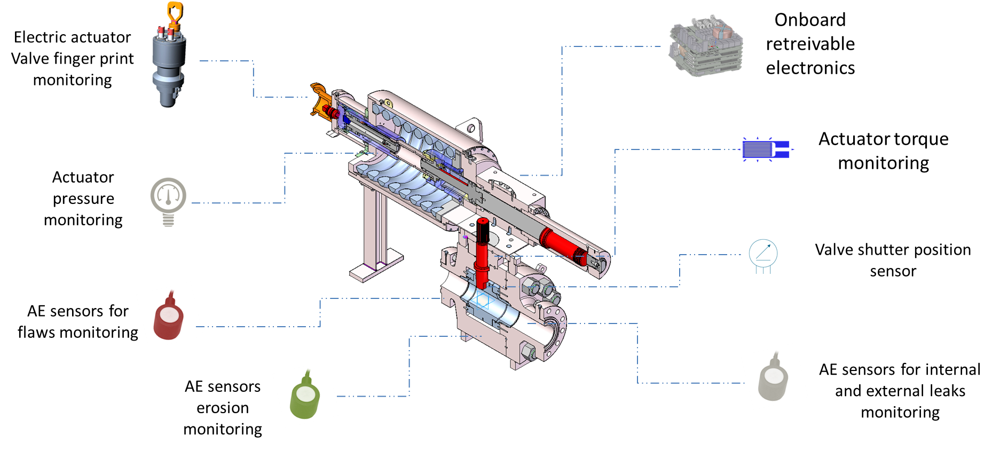 Electric actuator
Valve finger print
monitoring
Onboard
retreivable
electronics
Actuator torque
monitoring
Actuator
pressure
monitoring
Valve shutter position
sensor
AE sensors for
flaws monitoring
AE sensors
erosion
monitoring
AE sensors for internal
and external leaks
monitoring